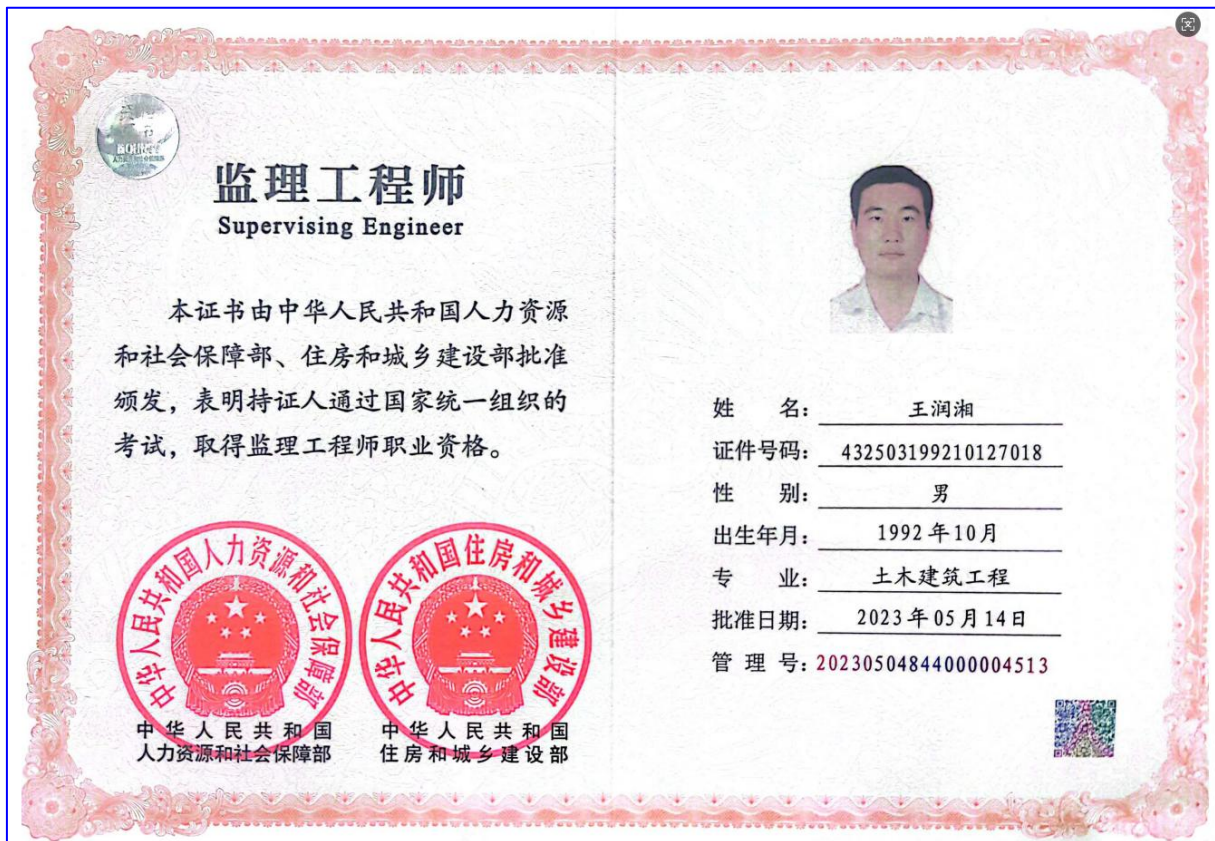 监理工程师
Supervising Engineer
本证书由中华人民共和国人力资源
和社会保障部、住房和城乡建设部批准
颁发，表明持证人通过国家统一组织的
考试，取得监理工程师职业资格。
中华人民共和国人力资源和社会保障部
中华人民共和国
人力资源和社会保障部
中华人民共和国住房和城乡建设部
中华人民共和国
住房和城乡建设部
姓 名： 王润湘
证件号码： 432503199210127018
性 别： 男
出生年月： 1992年10月
专 业： 土木建筑工程
批准日期： 2023年05月14日
管 理 号：20230504844000004513